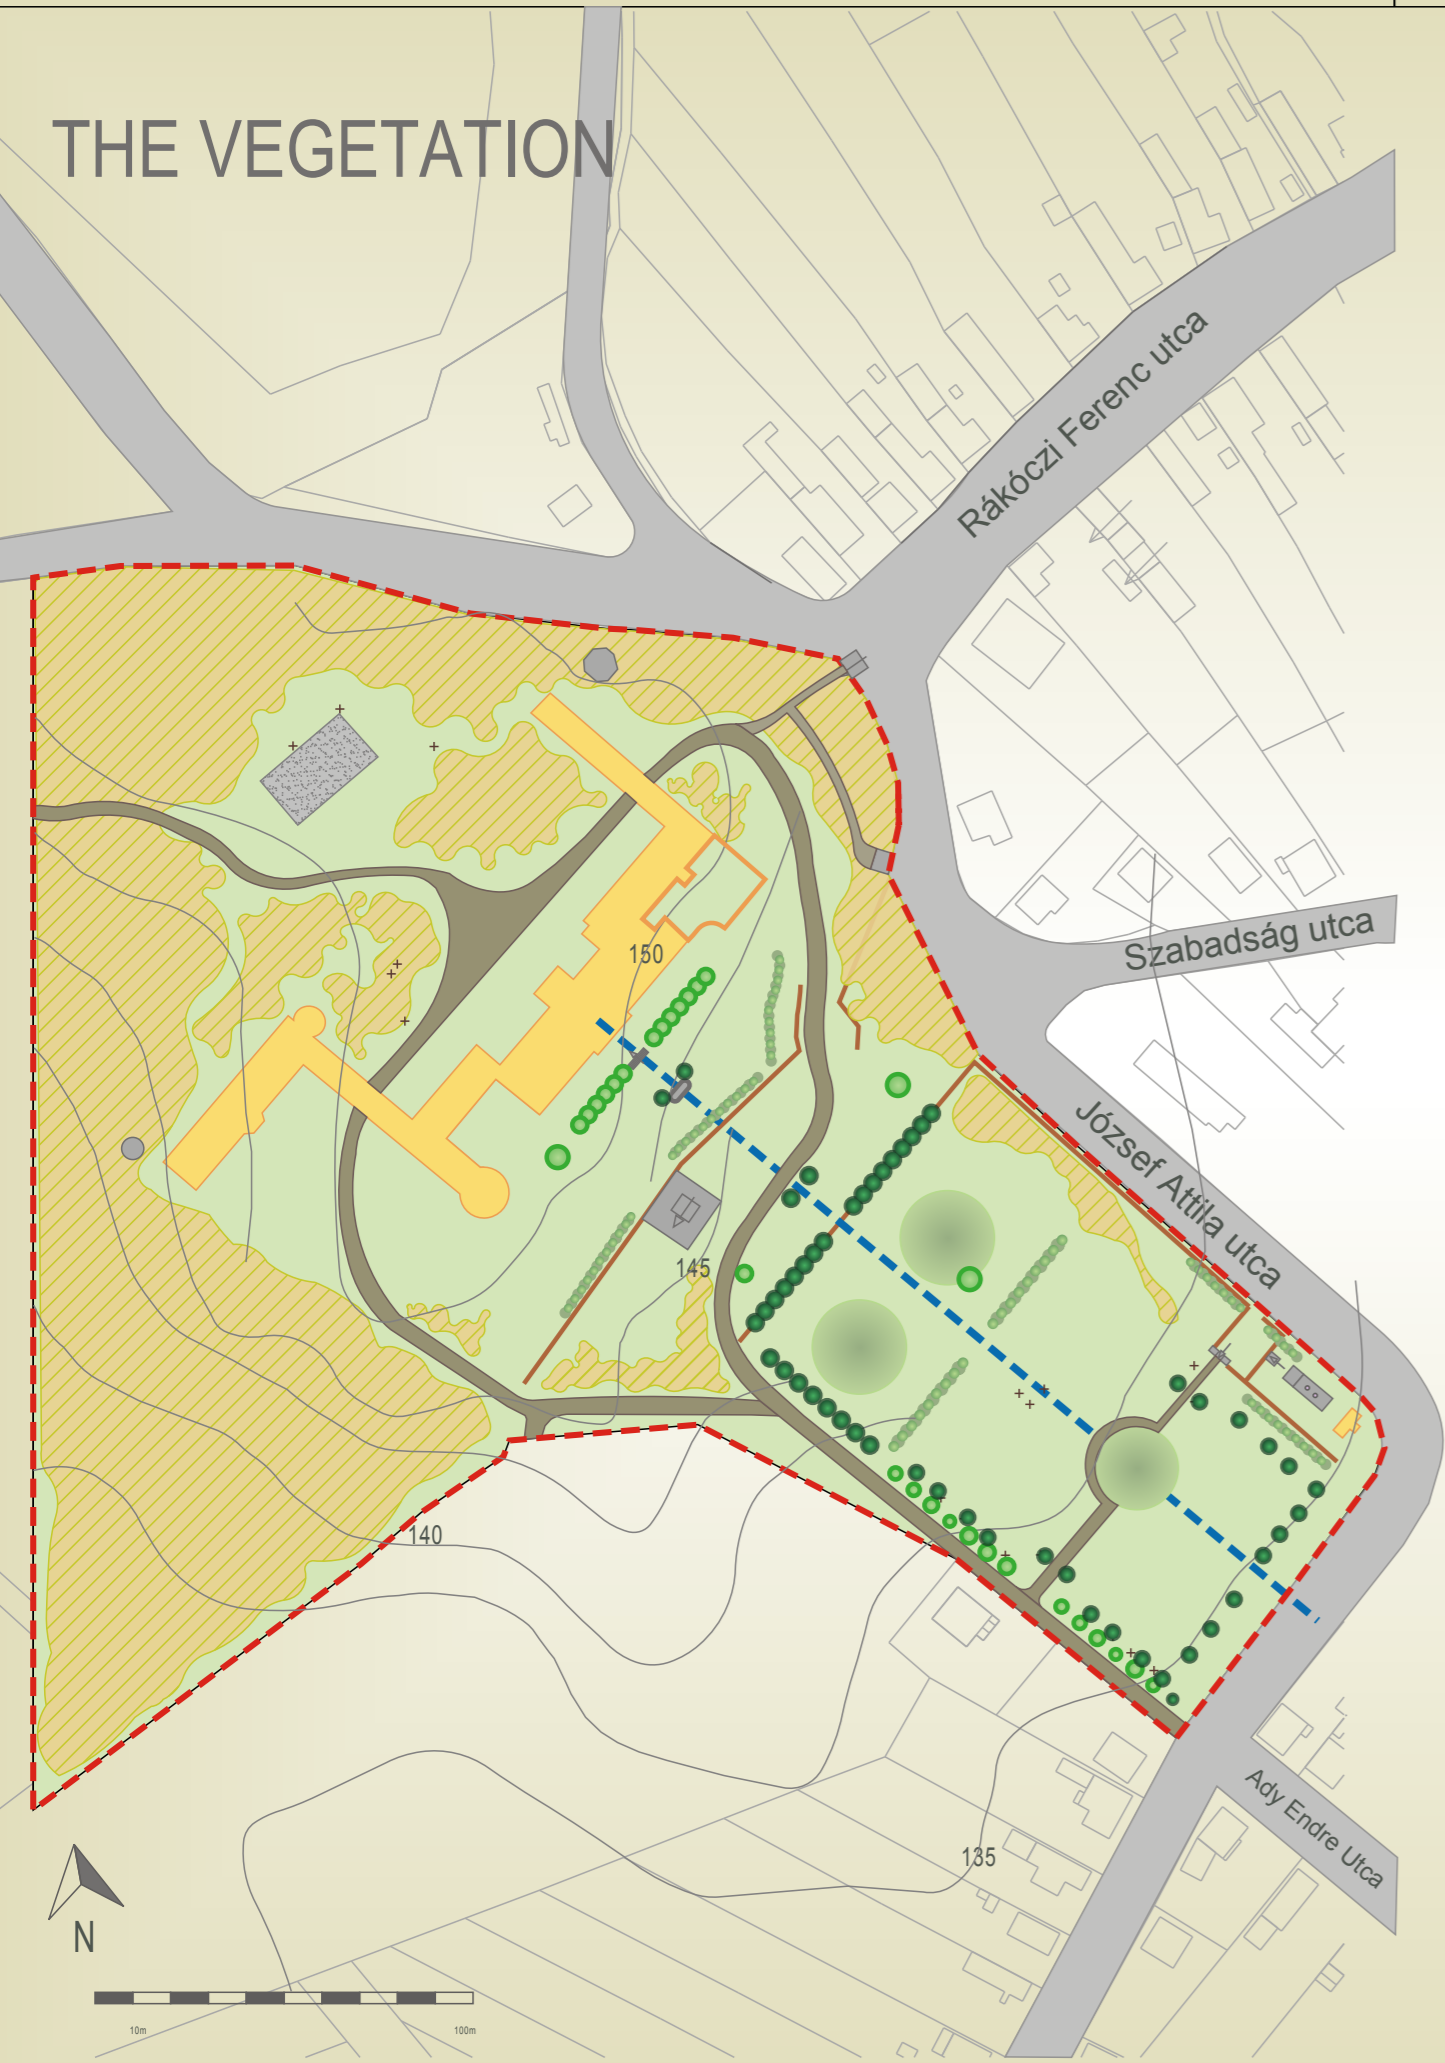 THE VEGETATION
Rákóczi Ferenc utca
Szabadság utca
150
József Attila utca
145
140
135
Ady Endre Utca
N
10m
100m